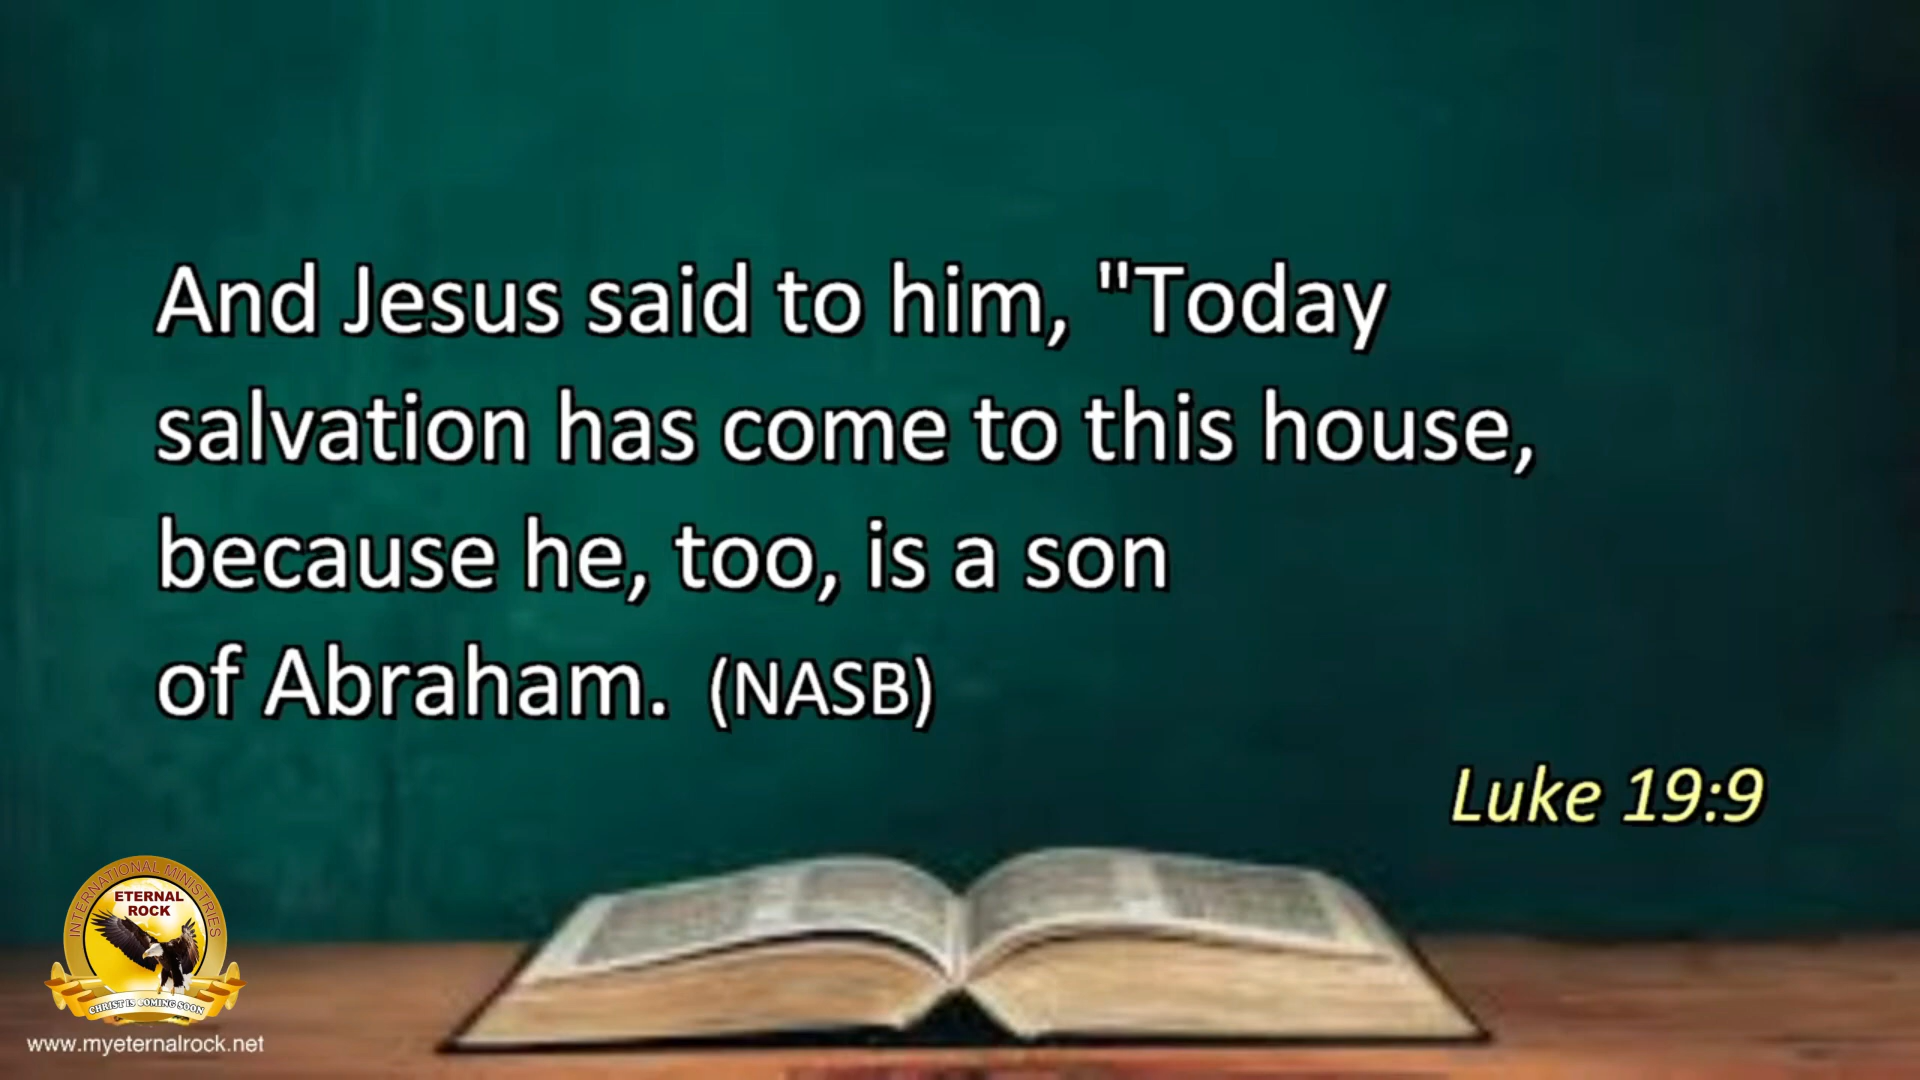 And Jesus said to him, "Today
salvation has come to this house,
because he, too, is a son
of Abraham. (NASB)
Luke 19:9
INTERNATIONAL MINISTRIES
ETERNAL
ROCK
CHRIST IS COMING SOON
www.myeternalrock.net